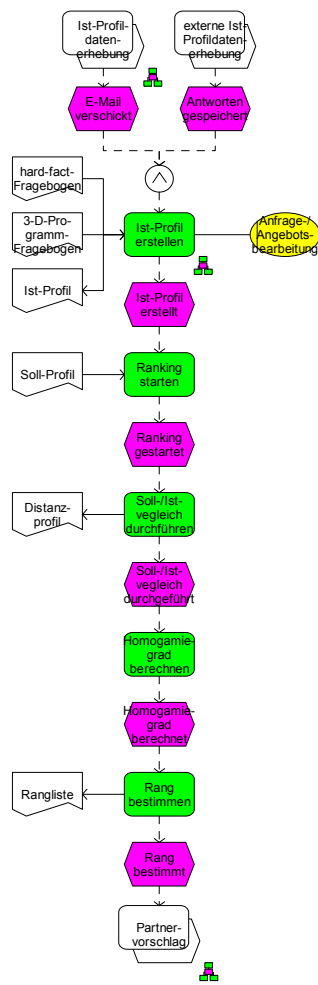 Ist-Profil-
daten-
erhebung
externe Ist-
Profildaten-
erhebung
E-Mail
verschickt
Antworten
gespeichert
hard-fact-
Fragebogen
3-D-Pro-
gramm-
Fragebogen
Ist-Profil
erstellen
Anfrage-/
Angebots-
bearbeitung
Ist-Profil
Ist-Profil
erstellt
Soll-Profil
Ranking
starten
Ranking
gestartet
Distanz-
profil
Soll-/Ist-
vegleich
durchführen
Soll-/Ist-
vegleich
durchgeführt
Homogamie-
grad
berechnen
Homogamie-
grad
berechnet
Rangliste
Rang
bestimmen
Rang
bestimmt
Partner-
vorschlag